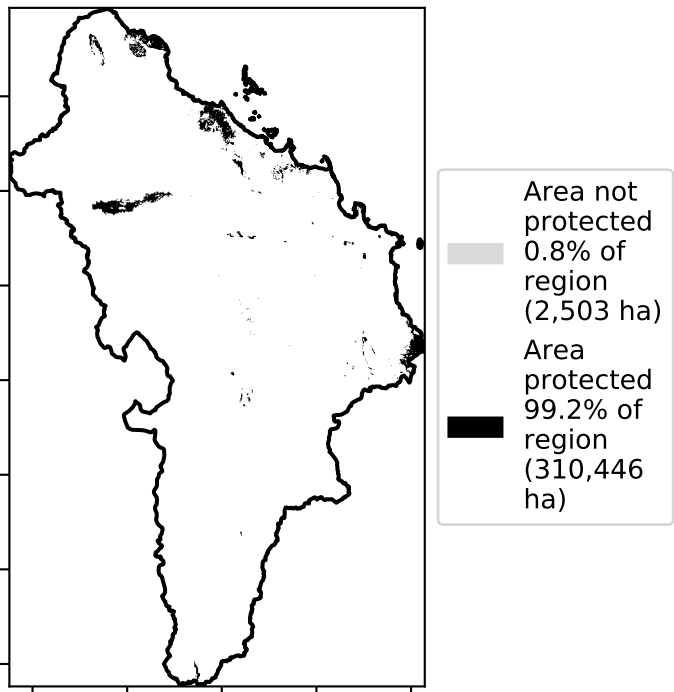 Area not
protected
0.8% of
region
(2,503 ha)
Area
protected
99.2% of
region
(310,446
ha)